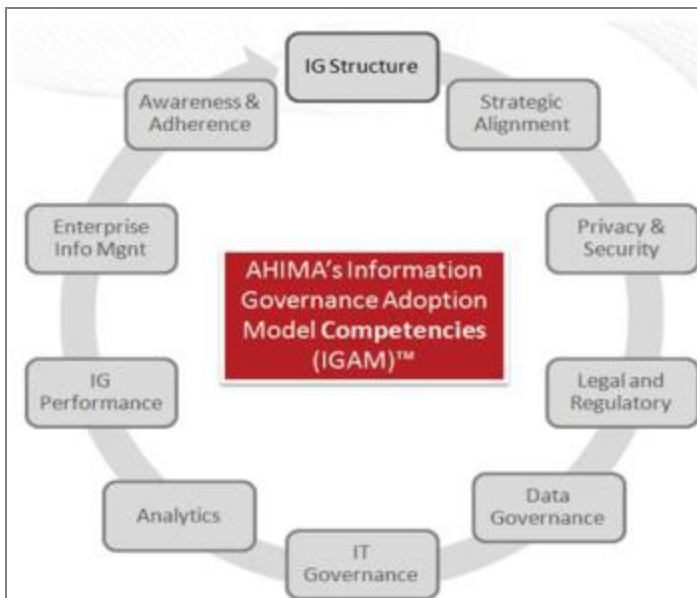 IG Structure
Strategic
Alignment
Privacy &
Security
Legal and
Regulatory
Data
Governance
IT
Governance
Analytics
IG
Performance
Enterprise
Info Mgnt
Awareness &
Adherence
AHIMA's Information
Governance Adoption
Model Competencies
(IGAM)™